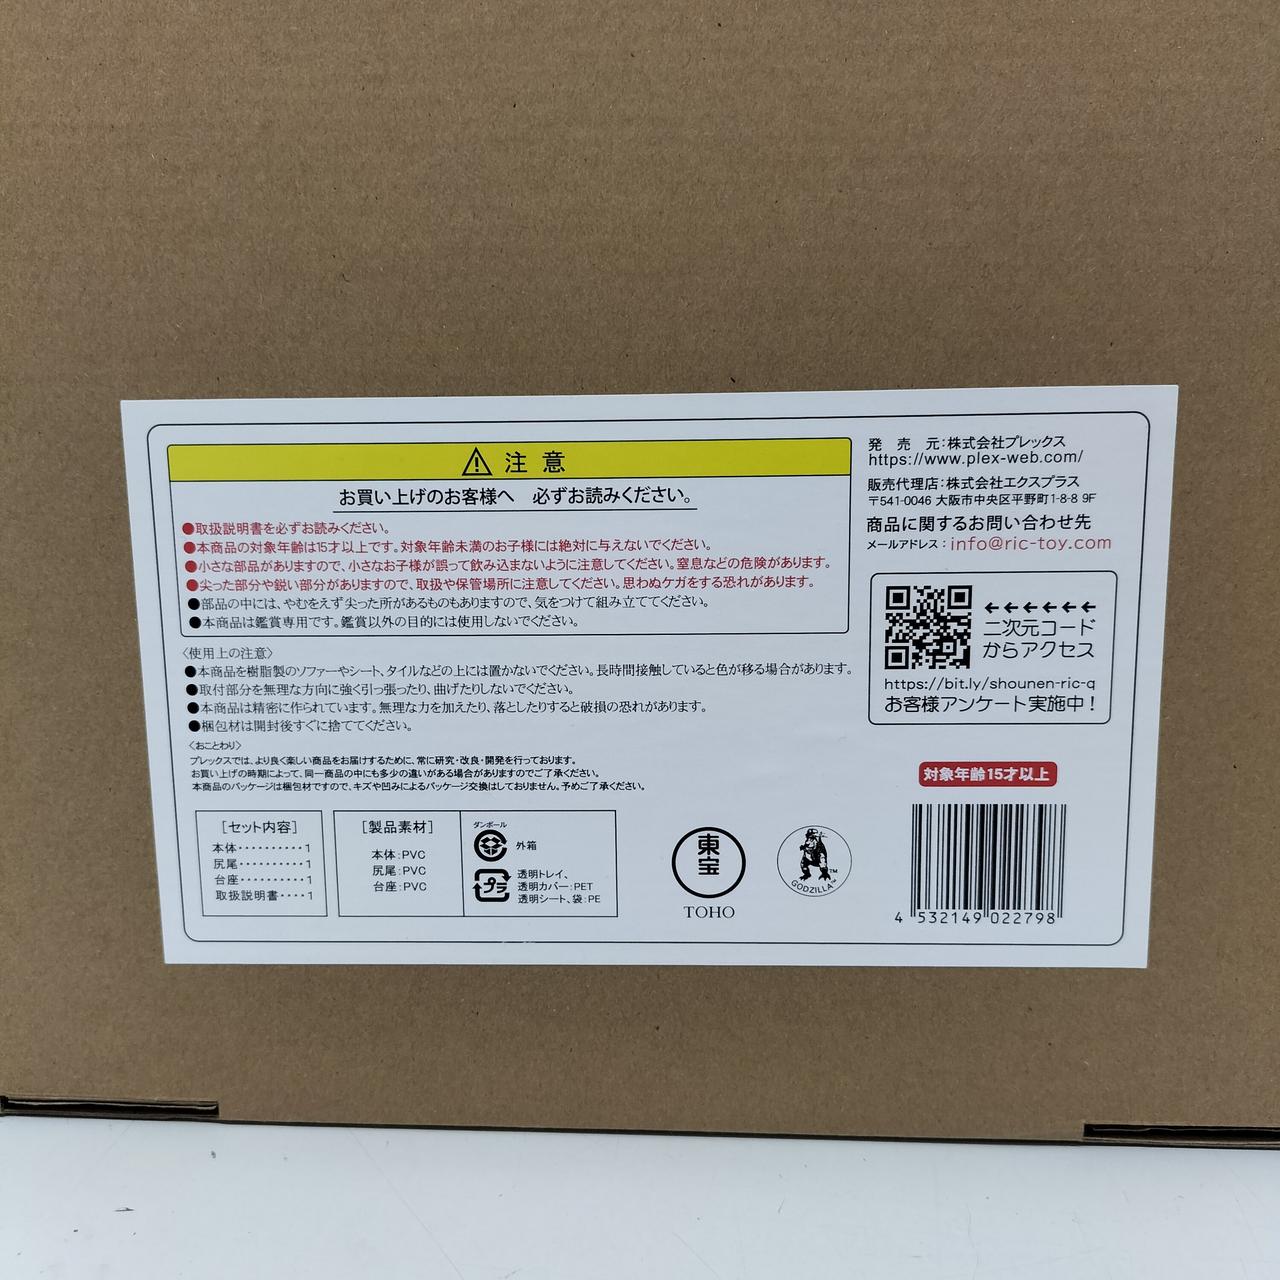 ⚠ 注意
お買い上げのお客様へ 必ずお読みください。
●取扱説明書を必ずお読みください。
●本商品の対象年齢は15才以上です。対象年齢未満のお子様には絶対に与えないでください。
●小さな部品がありますので、小さなお子様が誤って飲み込まないように注意してください。窒息などの危険があります。
●尖った部分や鋭い部分がありますので、取扱や保管場所に注意してください。思わぬケガをする恐れがあります。
●部品の中には、やむをえず尖った所があるものもありますので、気をつけて組み立ててください。
●本商品は鑑賞専用です。鑑賞以外の目的には使用しないでください。
〈使用上の注意〉
●本商品を樹脂製のソファーやシート、タイルなどの上には置かないでください。長時間接触していると色が移る場合があります。
●取付部分を無理な方向に強く引っ張ったり、曲げたりしないでください。
●本商品は精密に作られています。無理な力を加えたり、落としたりすると破損の恐れがあります。
●梱包材は開封後すぐに捨ててください。
〈おことわり〉
プレックスでは、より良く楽しい商品をお届けするために、常に研究・改良・開発を行っております。
お買い上げの時期によって、同一商品の中にも多少の違いがある場合がありますのでご了承ください。
本商品のパッケージは梱包材ですので、キズや凹みによるパッケージ交換はしておりません。予めご了承ください。
[セット内容]
本体··········1
尻尾··········1
台座··········1
取扱説明書····1
[製品素材]
本体:PVC
尻尾:PVC
台座:PVC
ダンボール
外箱
プラ
透明トレイ、
透明カバー:PET
透明シート、袋:PE
東宝
TOHO
GODZILLA™
発売元:株式会社プレックス
https://www.plex-web.com/
販売代理店:株式会社エクスプラス
〒541-0046 大阪市中央区平野町1-8-8 9F
商品に関するお問い合わせ先
メールアドレス:info@ric-toy.com
←←←←←←
二次元コード
からアクセス
https://bit.ly/shounen-ric-q
お客様アンケート実施中!
対象年齢15才以上
4 532149 022798